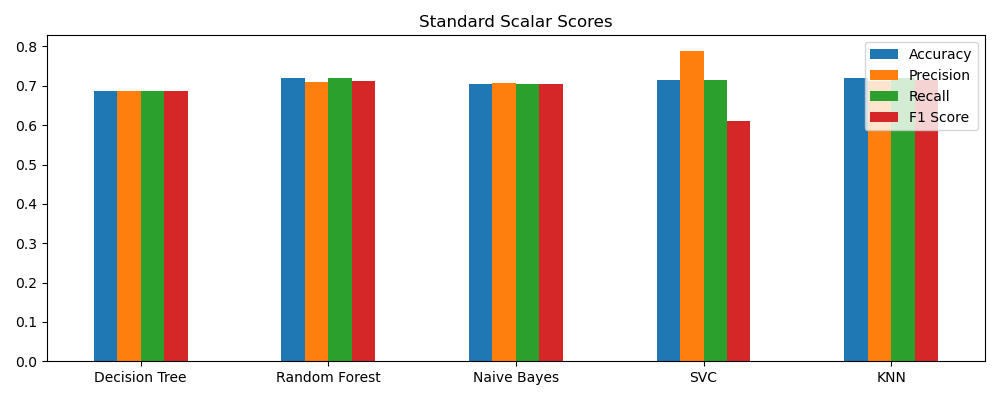 Standard Scalar Scores
0.8
0.7
0.6
0.5
0.4
0.3
0.2
0.1
0.0
Accuracy
Precision
Recall
F1 Score
Decision Tree
Random Forest
Naive Bayes
SVC
KNN